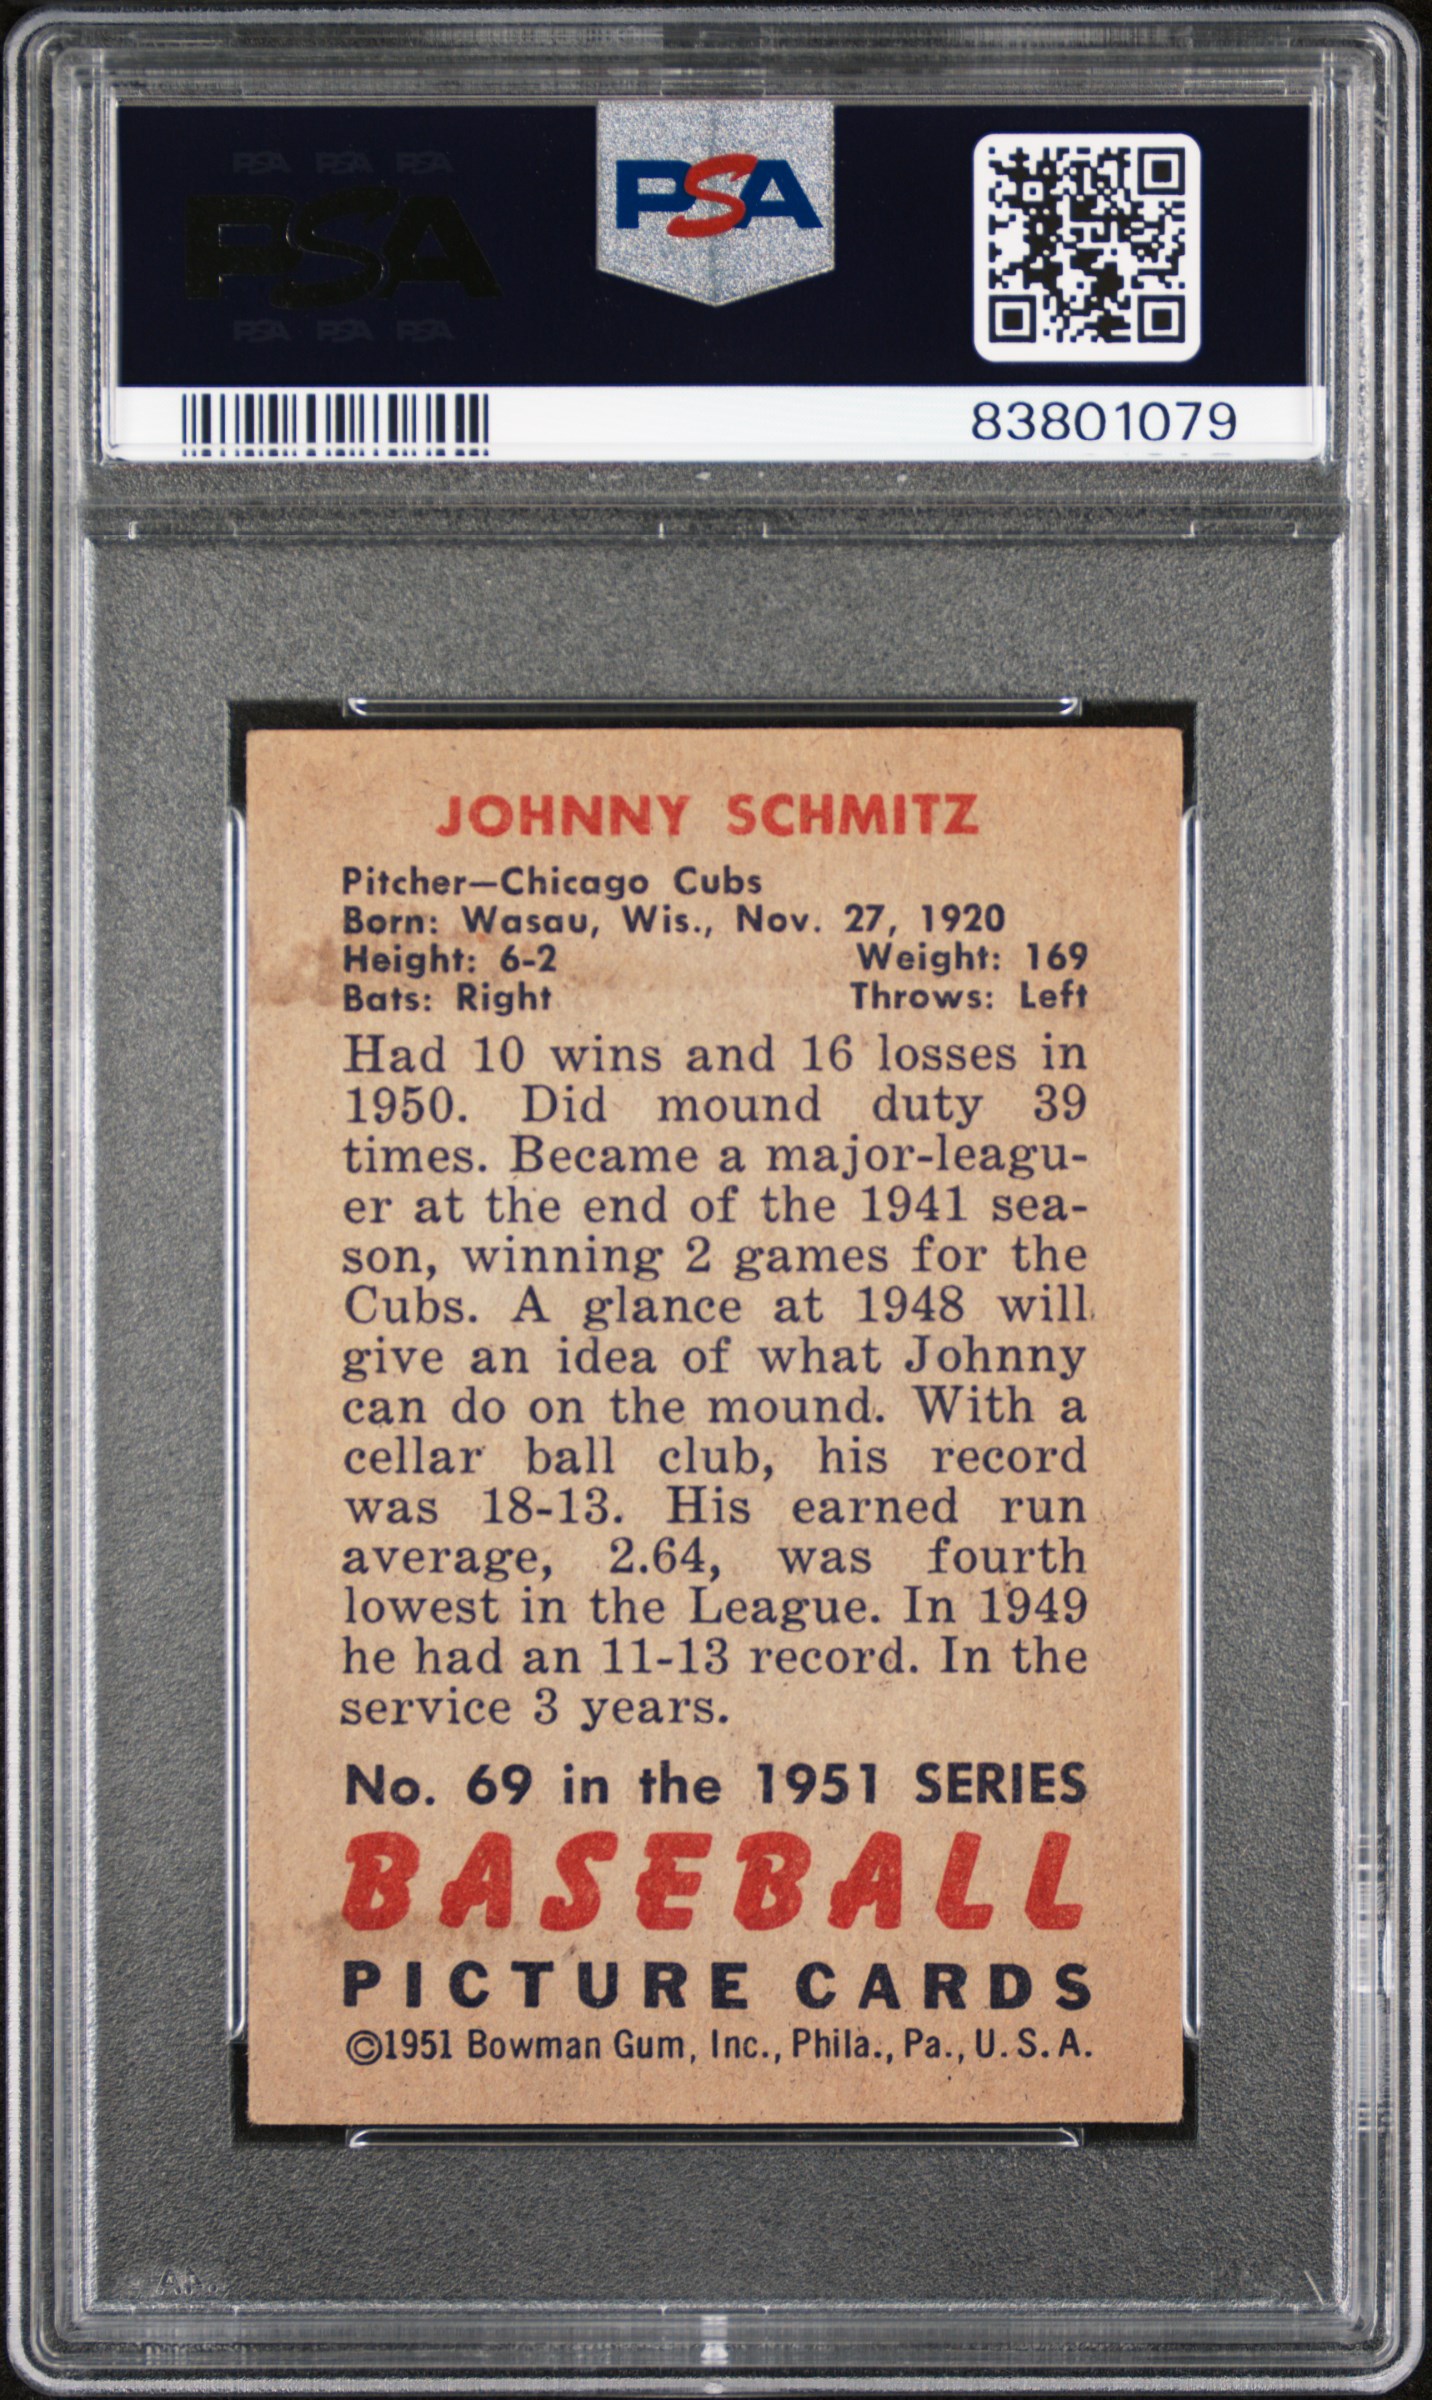 PSA PSA PSA
PSA
PSA PSA PSA
PSA
83801079
JOHNNY SCHMITZ
Pitcher—Chicago Cubs
Born: Wasau, Wis., Nov. 27, 1920
Height: 6-2 Weight: 169
Bats: Right Throws: Left
Had 10 wins and 16 losses in
1950. Did mound duty 39
times. Became a major-leagu-
er at the end of the 1941 sea-
son, winning 2 games for the
Cubs. A glance at 1948 will
give an idea of what Johnny
can do on the mound. With a
cellar ball club, his record
was 18-13. His earned run
average, 2.64, was fourth
lowest in the League. In 1949
he had an 11-13 record. In the
service 3 years.
No. 69 in the 1951 SERIES
BASEBALL
PICTURE CARDS
©1951 Bowman Gum, Inc., Phila., Pa., U.S.A.